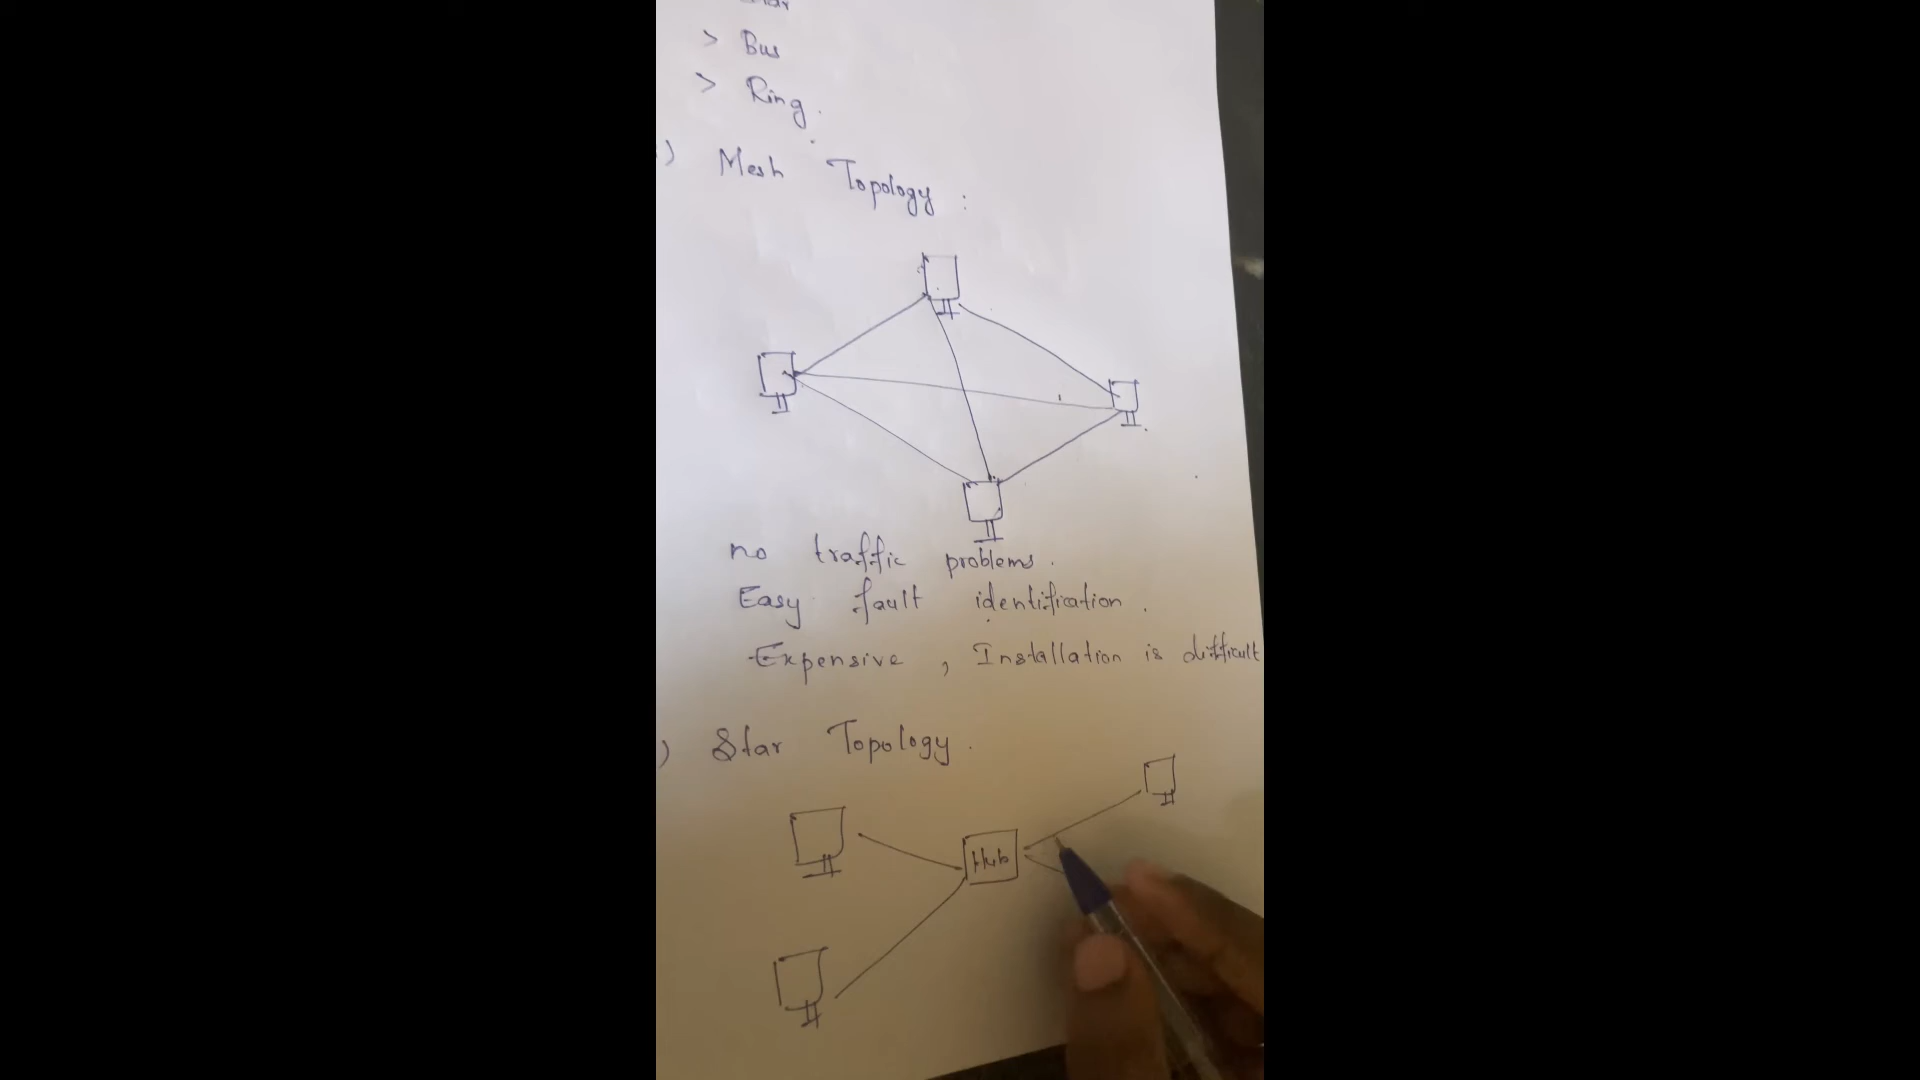 > Bus
> Ring.
) Mesh Topology :
no traffic problems.
Easy fault identification.
Expensive, Installation is difficult
) Star Topology.
Hub